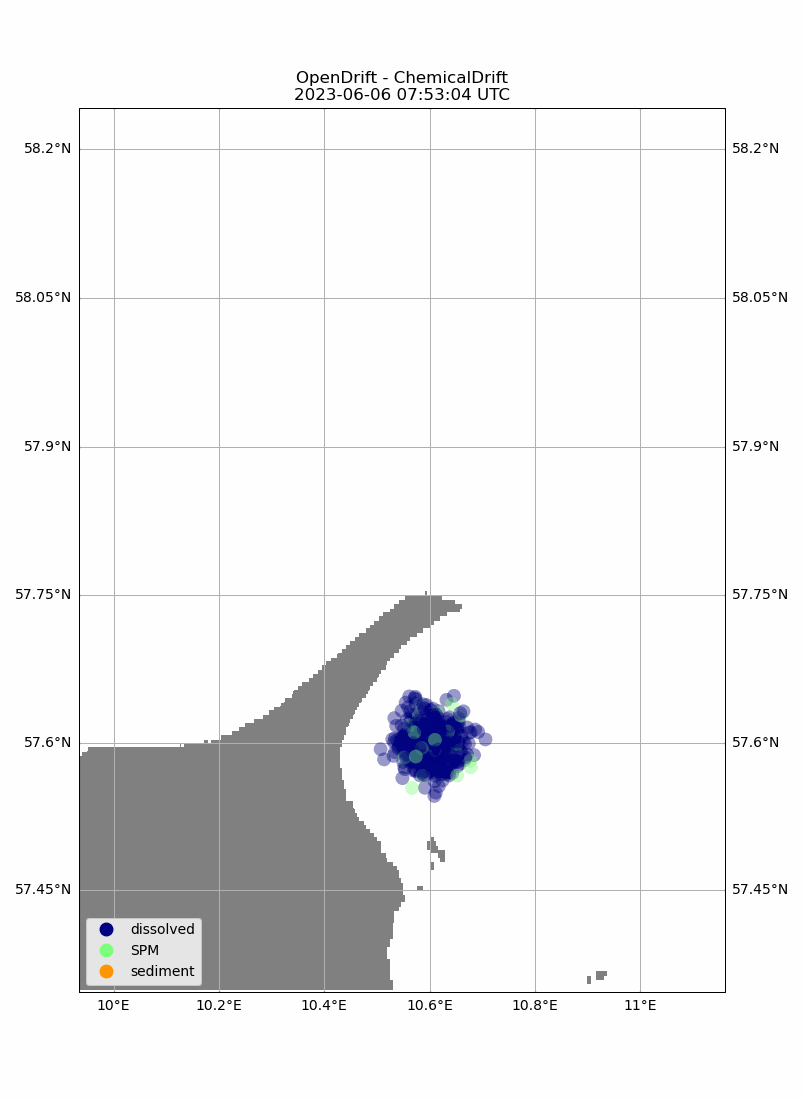 OpenDrift - ChemicalDrift
2023-06-06 07:53:04 UTC
58.2°N 58.2°N
58.05°N 58.05°N
57.9°N 57.9°N
57.75°N 57.75°N
57.6°N 57.6°N
57.45°N 57.45°N
dissolved
SPM
sediment
10°E 10.2°E 10.4°E 10.6°E 10.8°E 11°E